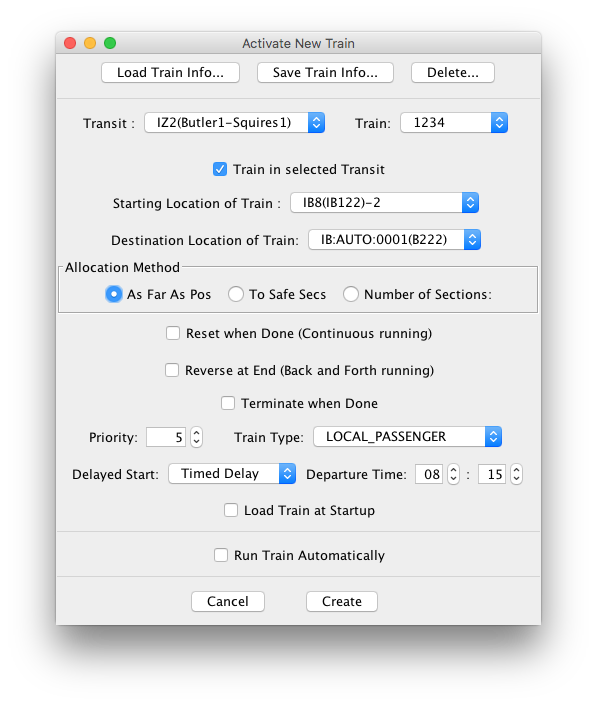 Activate New Train
Load Train Info... Save Train Info... Delete...
Transit : IZ2(Butler1-Squires1) Train: 1234
Train in selected Transit
Starting Location of Train : IB8(IB122)-2
Destination Location of Train: IB:AUTO:0001(B222)
Allocation Method
As Far As Pos To Safe Secs Number of Sections:
Reset when Done (Continuous running)
Reverse at End (Back and Forth running)
Terminate when Done
Priority: 5 Train Type: LOCAL_PASSENGER
Delayed Start: Timed Delay Departure Time: 08 : 15
Load Train at Startup
Run Train Automatically
Cancel Create